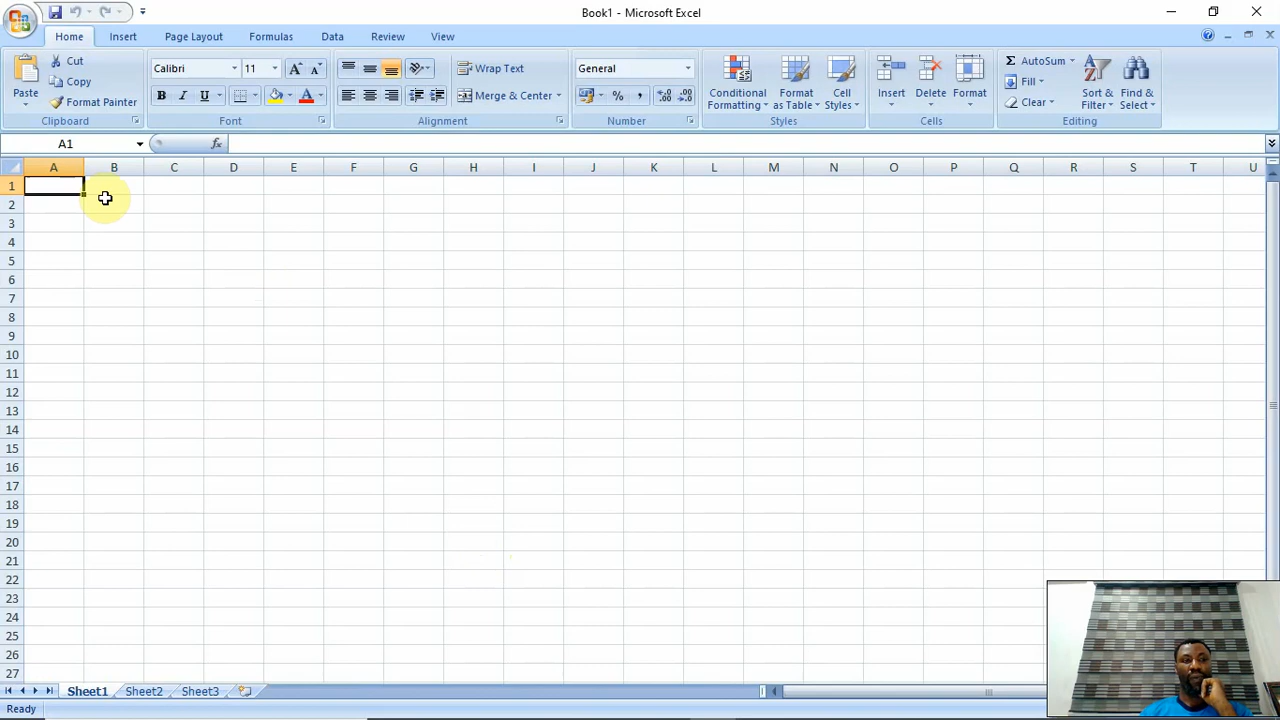 Book1 - Microsoft Excel
Home Insert Page Layout Formulas Data Review View
Paste
Cut
Copy
Format Painter
Clipboard
Calibri 11
Font
Wrap Text
Merge & Center
Alignment
General
Number
Conditional Formatting
Format as Table
Cell Styles
Styles
Insert Delete Format
Cells
AutoSum
Fill
Clear
Sort & Filter
Find & Select
Editing
A1 fx
A B C D E F G H I J K L M N O P Q R S T U
1
2
3
4
5
6
7
8
9
10
11
12
13
14
15
16
17
18
19
20
21
22
23
24
25
26
27
Sheet1 Sheet2 Sheet3
Ready